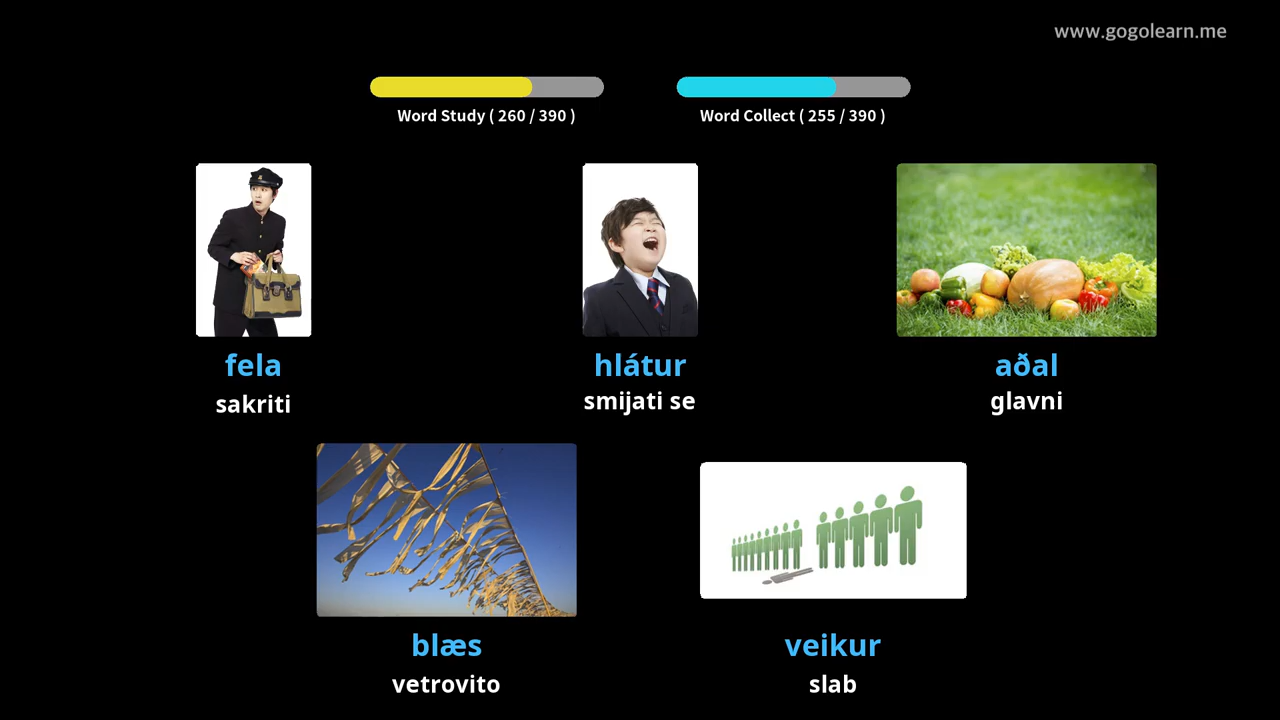 www.gogolearn.me
Word Study ( 260 / 390 )
Word Collect ( 255 / 390 )
fela
sakriti
hlátur
smijati se
aðal
glavni
blæs
vetrovito
veikur
slab